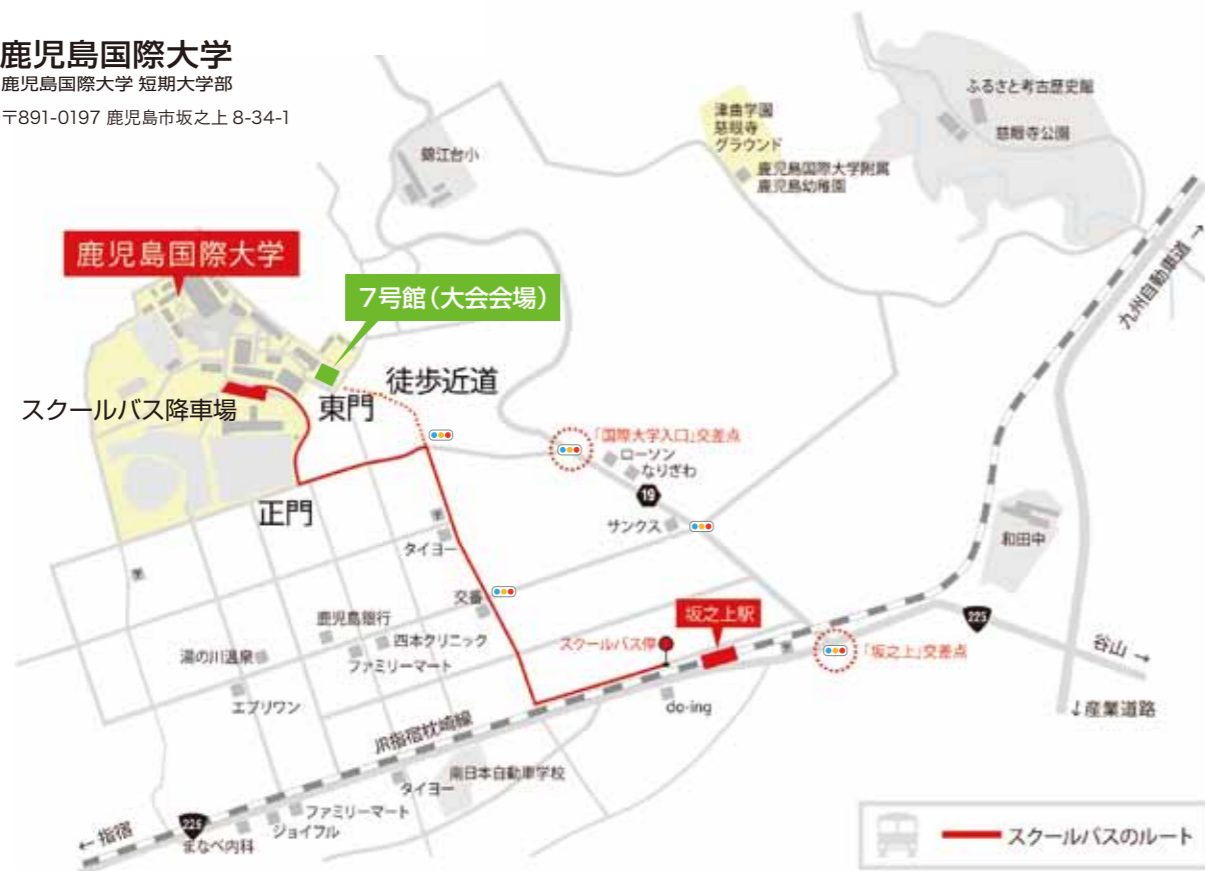 鹿児島国際大学
鹿児島国際大学 短期大学部
〒891-0197 鹿児島市坂之上 8-34-1
ふるさと考古歴史館
慈眼寺公園
津曲学園
慈眼寺
グラウンド
鹿児島国際大学附属
鹿児島幼稚園
錦江台小
鹿児島国際大学
7号館（大会会場）
九州自動車道 →
徒歩近道
スクールバス降車場
東門
「国際大学入口」交差点
ローソン
なりざわ
19
正門
サンクス
タイヨー
和田中
交番
鹿児島銀行
四本クリニック
ファミリーマート
湯の川温泉
エプリワン
スクールバス停
坂之上駅
「坂之上」交差点
225
谷山 →
↓産業道路
do-ing
JR指宿枕崎線
南日本自動車学校
タイヨー
ファミリーマート
ジョイフル
まなべ内科
225
← 指宿
スクールバスのルート